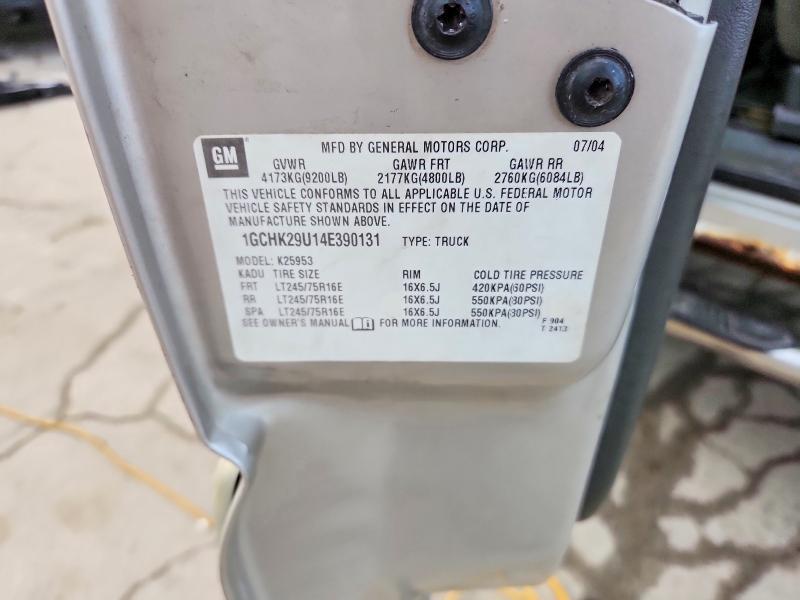 GM MFD BY GENERAL MOTORS CORP. 07/04
GVWR GAWR FRT GAWR RR
4173KG(9200LB) 2177KG(4800LB) 2760KG(6084LB)
THIS VEHICLE CONFORMS TO ALL APPLICABLE U.S. FEDERAL MOTOR
VEHICLE SAFETY STANDARDS IN EFFECT ON THE DATE OF
MANUFACTURE SHOWN ABOVE.
1GCHK29U14E390131 TYPE: TRUCK
MODEL: K25953
KADU TIRE SIZE RIM COLD TIRE PRESSURE
FRT LT245/75R16E 16X6.5J 420KPA(60PSI)
RR LT245/75R16E 16X6.5J 550KPA(80PSI)
SPA LT245/75R16E 16X6.5J 550KPA(80PSI)
SEE OWNER'S MANUAL FOR MORE INFORMATION. F 904
T 2413